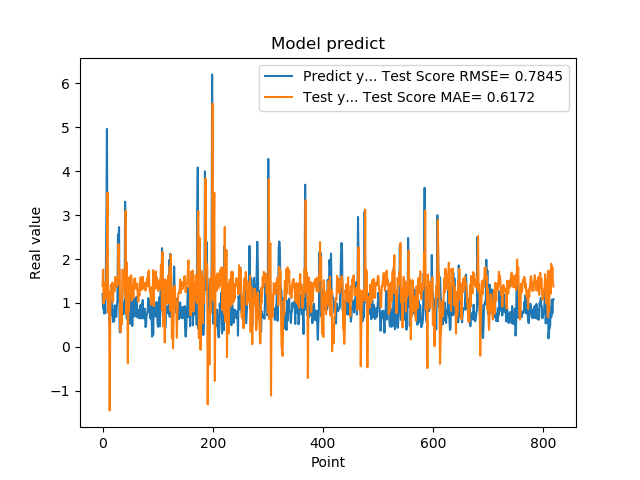 Model predict
Predict y... Test Score RMSE= 0.7845
Test y... Test Score MAE= 0.6172
Real value
6
5
4
3
2
1
0
−1
0 200 400 600 800
Point